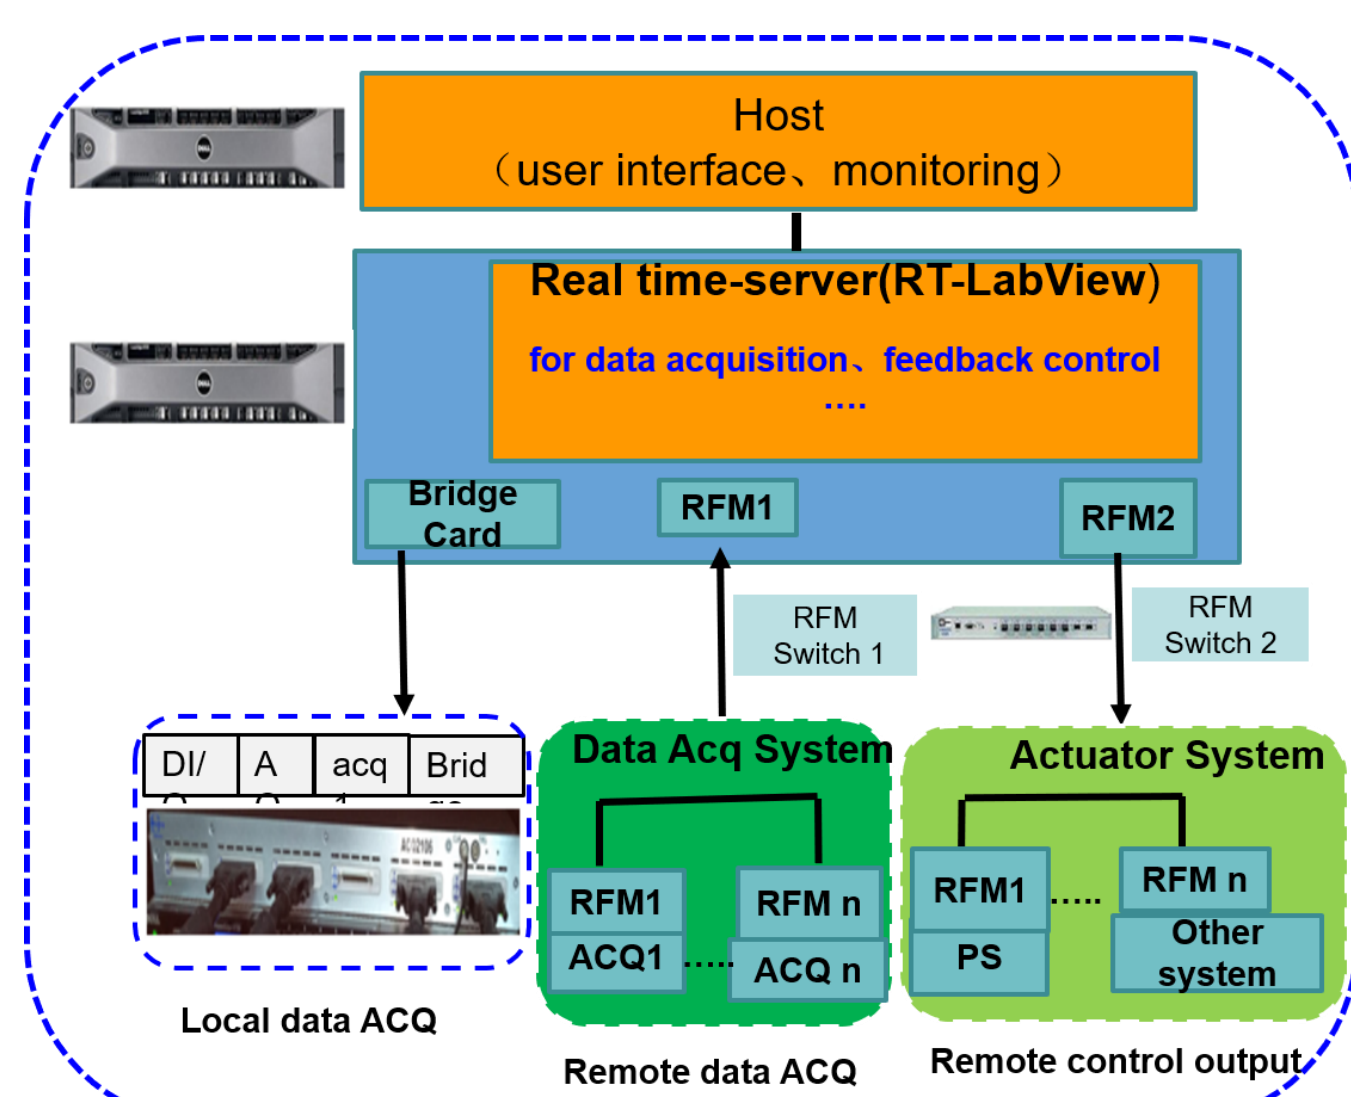 Host
（user interface、monitoring）
Real time-server(RT-LabView)
for data acquisition、feedback control
....
Bridge
Card
RFM1
RFM2
RFM
Switch 1
RFM
Switch 2
DI/
A
acq
Brid
ACQ2106
Data Acq System
RFM1
RFM n
ACQ1
.....
ACQ n
Actuator System
RFM1
.....
RFM n
PS
Other
system
Local data ACQ
Remote data ACQ
Remote control output